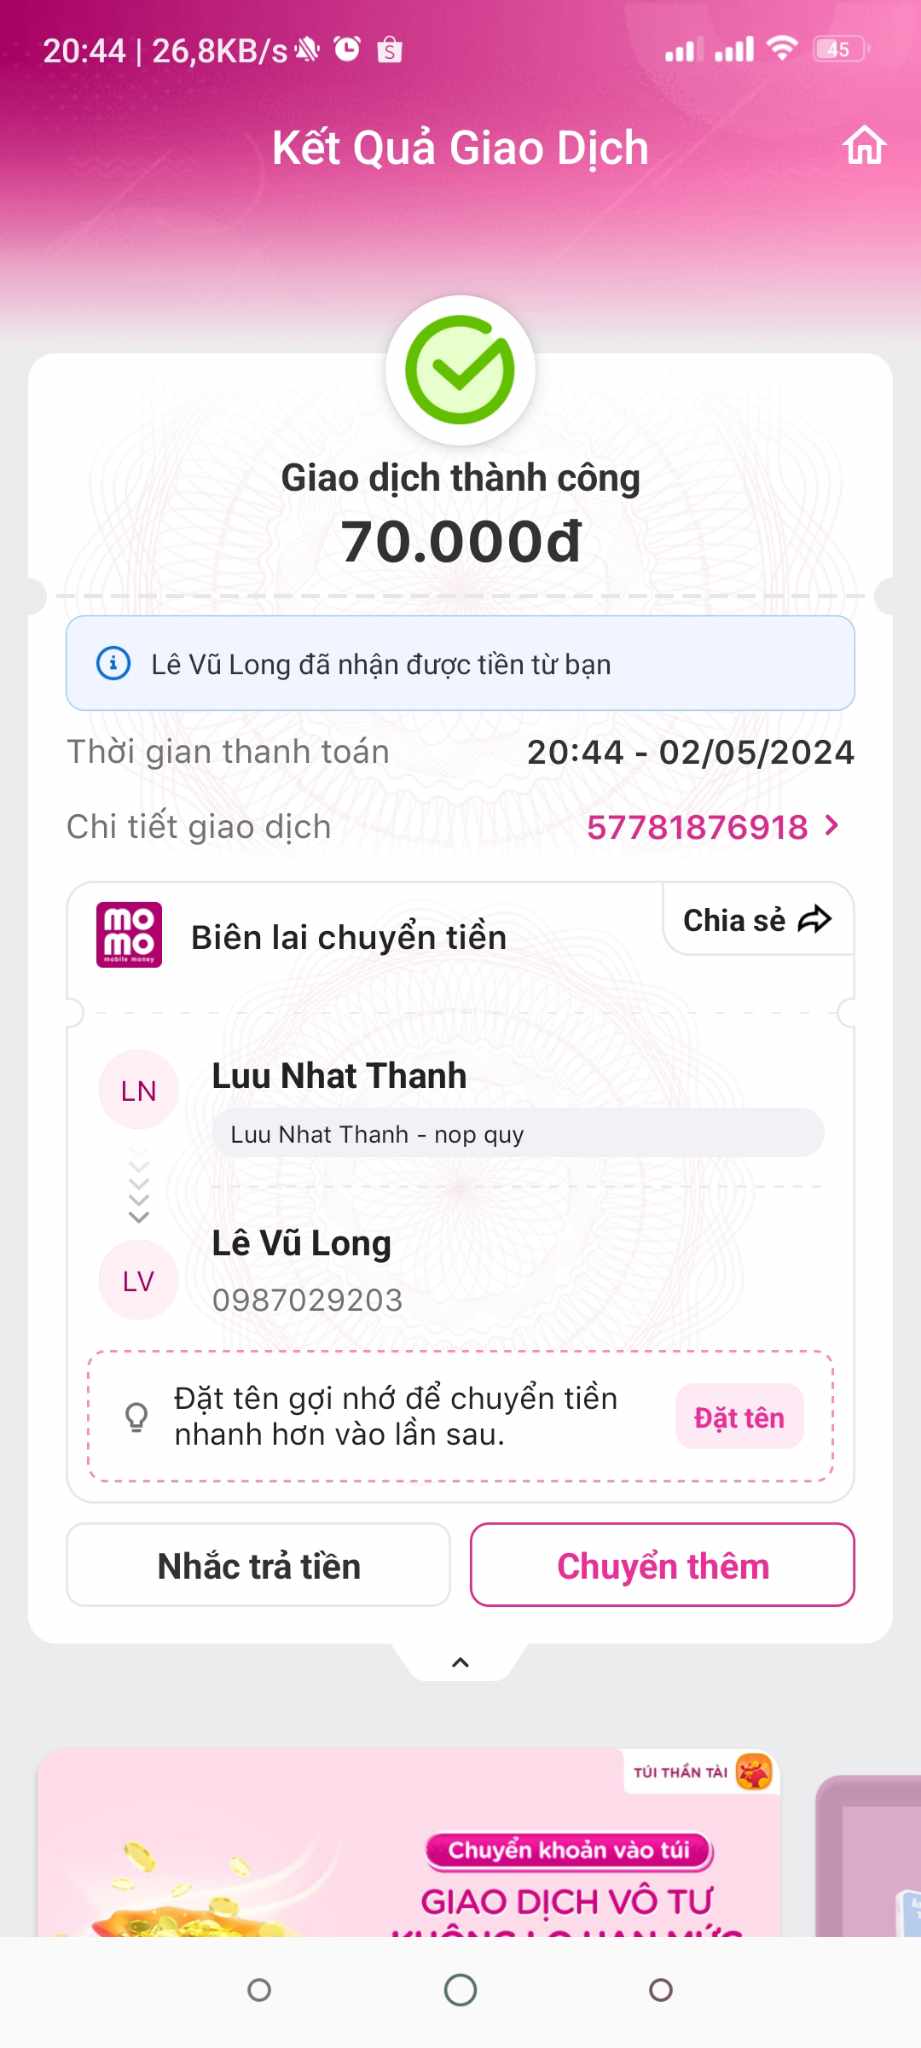 20:44 | 26,8KB/s
45
Kết Quả Giao Dịch
Giao dịch thành công
70.000đ
Lê Vũ Long đã nhận được tiền từ bạn
Thời gian thanh toán 20:44 - 02/05/2024
Chi tiết giao dịch 57781876918
mo
mo
mobile money
Biên lai chuyển tiền
Chia sẻ
LN
Luu Nhat Thanh
Luu Nhat Thanh - nop quy
LV
Lê Vũ Long
0987029203
Đặt tên gợi nhớ để chuyển tiền
nhanh hơn vào lần sau.
Đặt tên
Nhắc trả tiền
Chuyển thêm
TÚI THẦN TÀI
Chuyển khoản vào túi
GIAO DỊCH VÔ TƯ
KHÔNG LO HẠN MỨC